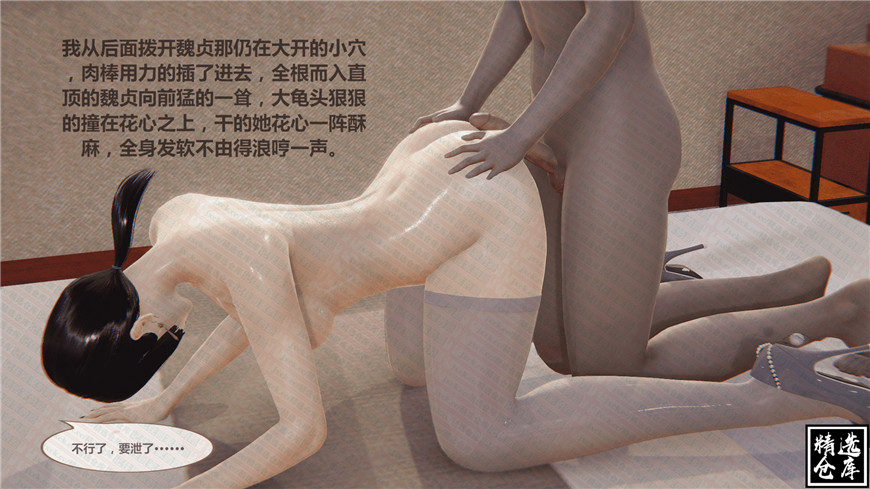 我从后面拨开魏贞那仍在大开的小穴
，肉棒用力的插了进去，全根而入直
顶的魏贞向前猛的一耸，大龟头狠狠
的撞在花心之上，干的她花心一阵酥
麻，全身发软不由得浪哼一声。
不行了，要泄了⋯⋯
精选
仓库